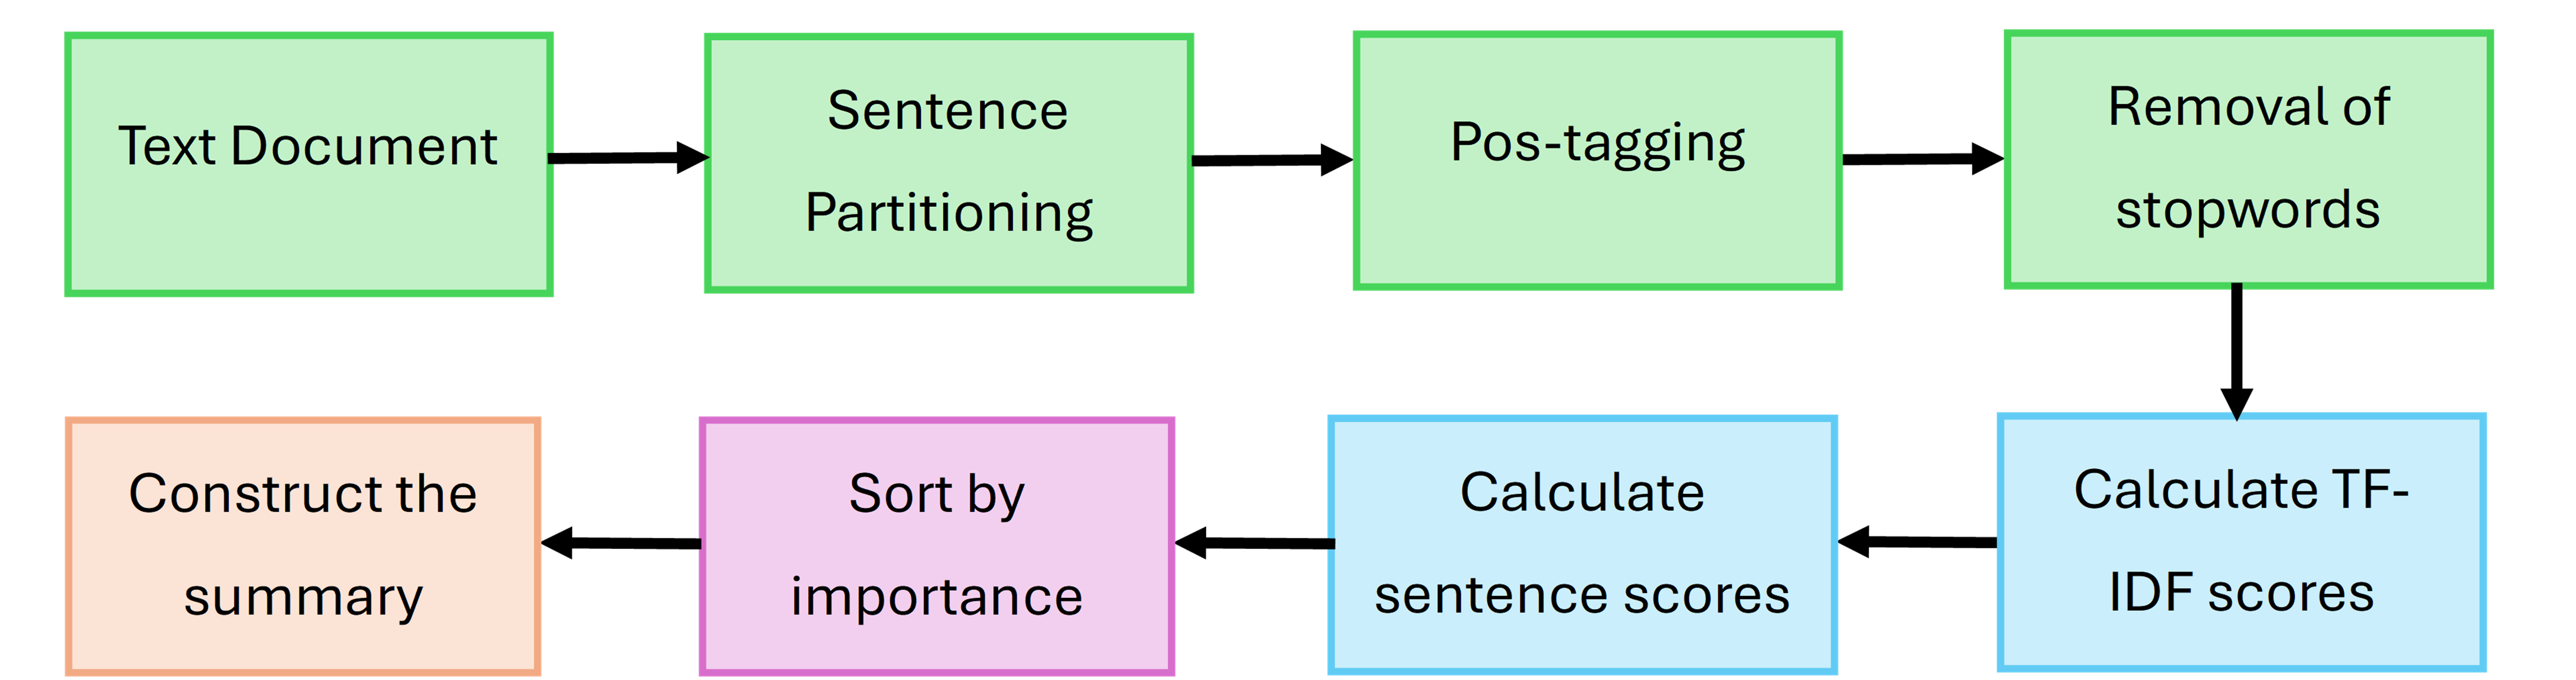 Text Document
Sentence
Partitioning
Pos-tagging
Removal of
stopwords
Calculate TF-
IDF scores
Calculate
sentence scores
Sort by
importance
Construct the
summary